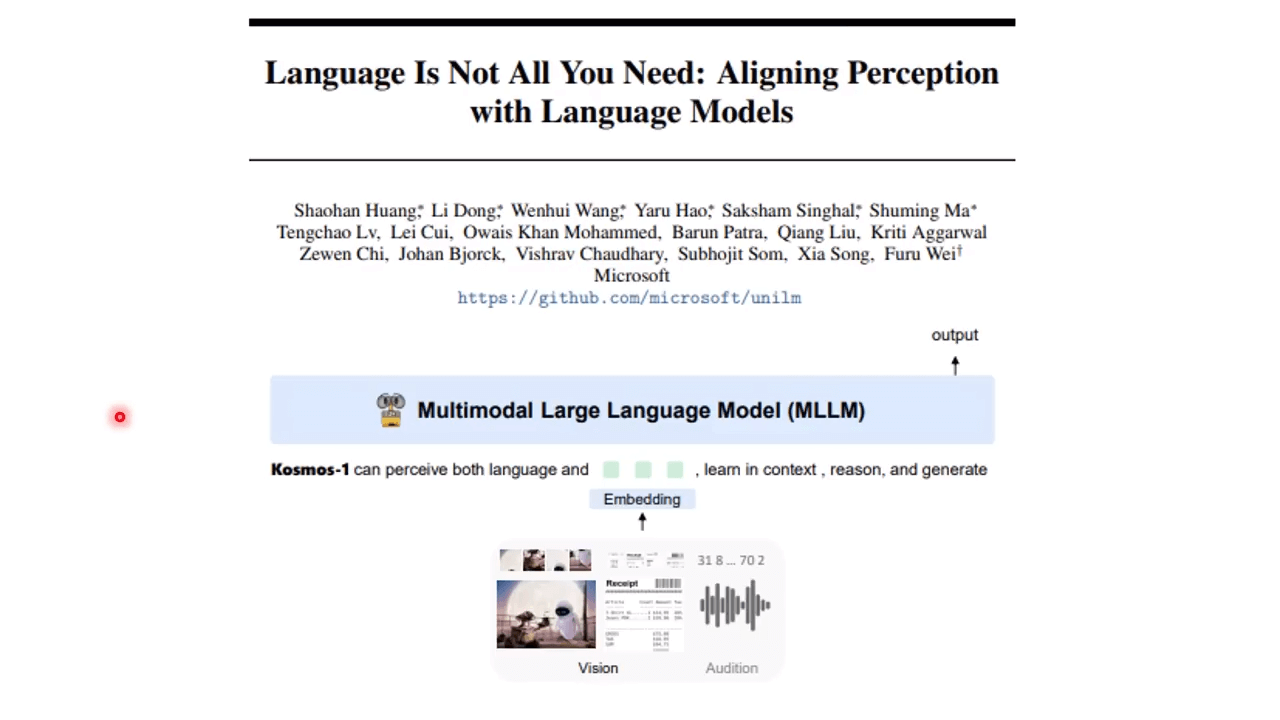 Language Is Not All You Need: Aligning Perception
with Language Models
Shaohan Huang,* Li Dong,* Wenhui Wang,* Yaru Hao,* Saksham Singhal,* Shuming Ma*
Tengchao Lv, Lei Cui, Owais Khan Mohammed, Barun Patra, Qiang Liu, Kriti Aggarwal
Zewen Chi, Johan Bjorck, Vishrav Chaudhary, Subhojit Som, Xia Song, Furu Wei†
Microsoft
https://github.com/microsoft/unilm
output
Multimodal Large Language Model (MLLM)
Kosmos-1 can perceive both language and , learn in context , reason, and generate
Embedding
31 8 ... 70 2
Receipt
Vision
Audition